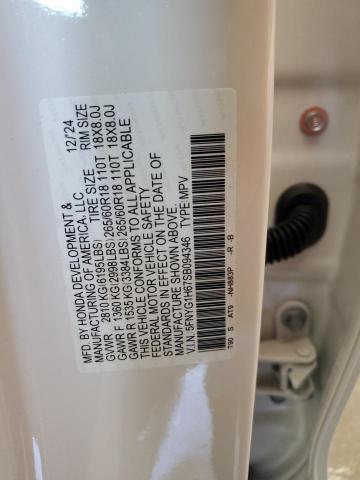 MFD. BY HONDA DEVELOPMENT & 12/24
MANUFACTURING OF AMERICA, LLC
TIRE SIZE RIM SIZE
GVWR 2810 KG(6195LBS)
GAWR F 1360 KG(2998LBS) 265/60R18 110T 18X8.0J
GAWR R 1535 KG(3384LBS) 265/60R18 110T 18X8.0J
THIS VEHICLE CONFORMS TO ALL APPLICABLE
FEDERAL MOTOR VEHICLE SAFETY
STANDARDS IN EFFECT ON THE DATE OF
MANUFACTURE SHOWN ABOVE.
V.I.N. 5FNYG1H67SB094346 TYPE:MPV
T90 S AT9 -NH883P -R -B